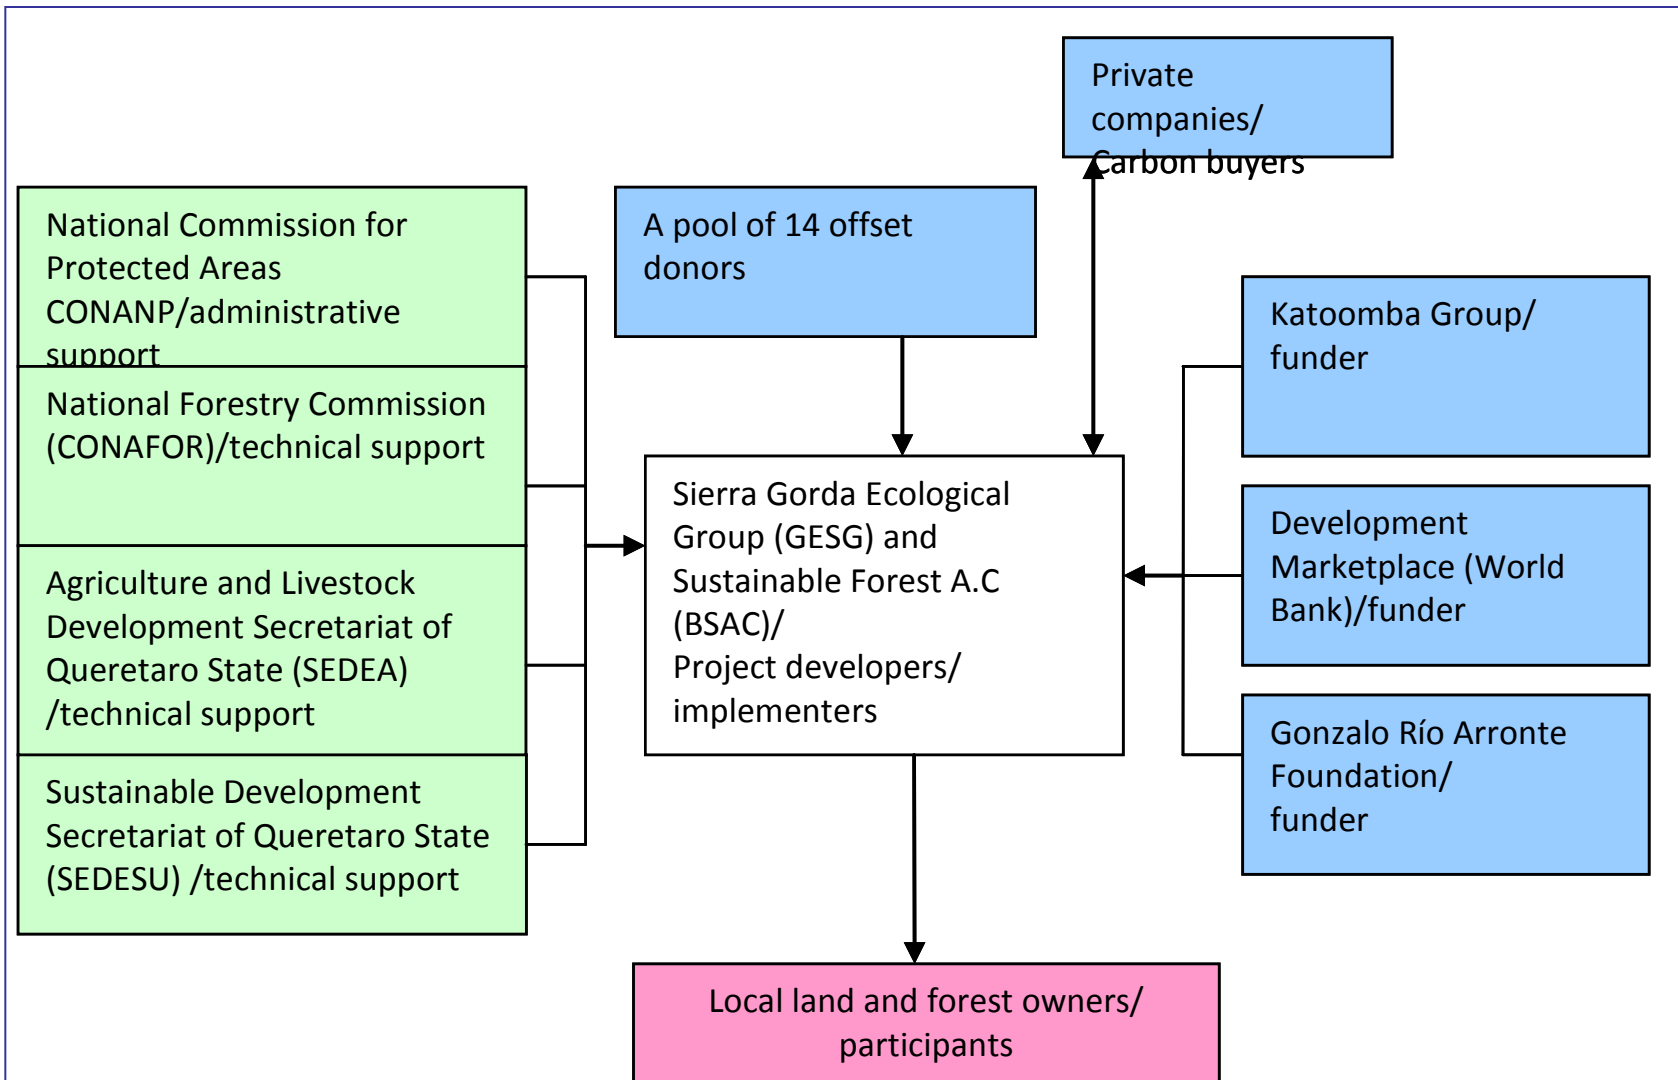 Private
companies/
Carbon buyers
National Commission for
Protected Areas
CONANP/administrative
support
A pool of 14 offset
donors
Katoomba Group/
funder
National Forestry Commission
(CONAFOR)/technical support
Sierra Gorda Ecological
Group (GESG) and
Sustainable Forest A.C
(BSAC)/
Project developers/
implementers
Development
Marketplace (World
Bank)/funder
Agriculture and Livestock
Development Secretariat of
Queretaro State (SEDEA)
/technical support
Gonzalo Río Arronte
Foundation/
funder
Sustainable Development
Secretariat of Queretaro State
(SEDESU) /technical support
Local land and forest owners/
participants